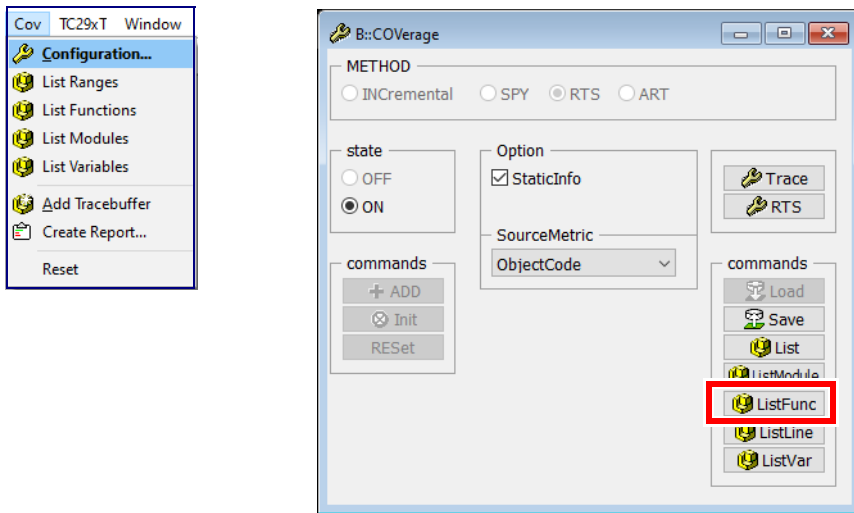 Cov TC29xT Window
Configuration...
List Ranges
List Functions
List Modules
List Variables
Add Tracebuffer
Create Report...
Reset
B::COVerage
METHOD
INCremental SPY RTS ART
state
OFF
ON
Option
StaticInfo
SourceMetric
ObjectCode
Trace
RTS
commands
ADD
Init
RESet
commands
Load
Save
List
ListModule
ListFunc
ListLine
ListVar